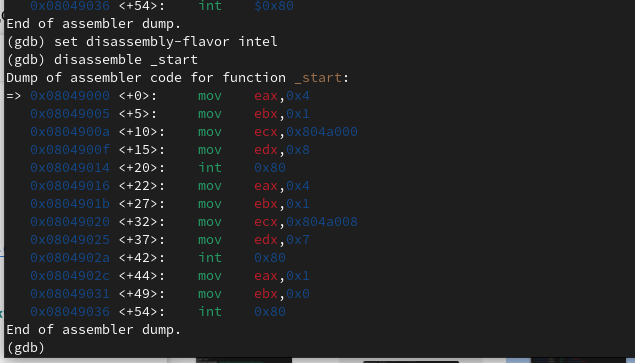 0x08049036 <+54>: int $0x80
End of assembler dump.
(gdb) set disassembly-flavor intel
(gdb) disassemble _start
Dump of assembler code for function _start:
=> 0x08049000 <+0>: mov eax,0x4
0x08049005 <+5>: mov ebx,0x1
0x0804900a <+10>: mov ecx,0x804a000
0x0804900f <+15>: mov edx,0x8
0x08049014 <+20>: int 0x80
0x08049016 <+22>: mov eax,0x4
0x0804901b <+27>: mov ebx,0x1
0x08049020 <+32>: mov ecx,0x804a008
0x08049025 <+37>: mov edx,0x7
0x0804902a <+42>: int 0x80
0x0804902c <+44>: mov eax,0x1
0x08049031 <+49>: mov ebx,0x0
0x08049036 <+54>: int 0x80
End of assembler dump.
(gdb)